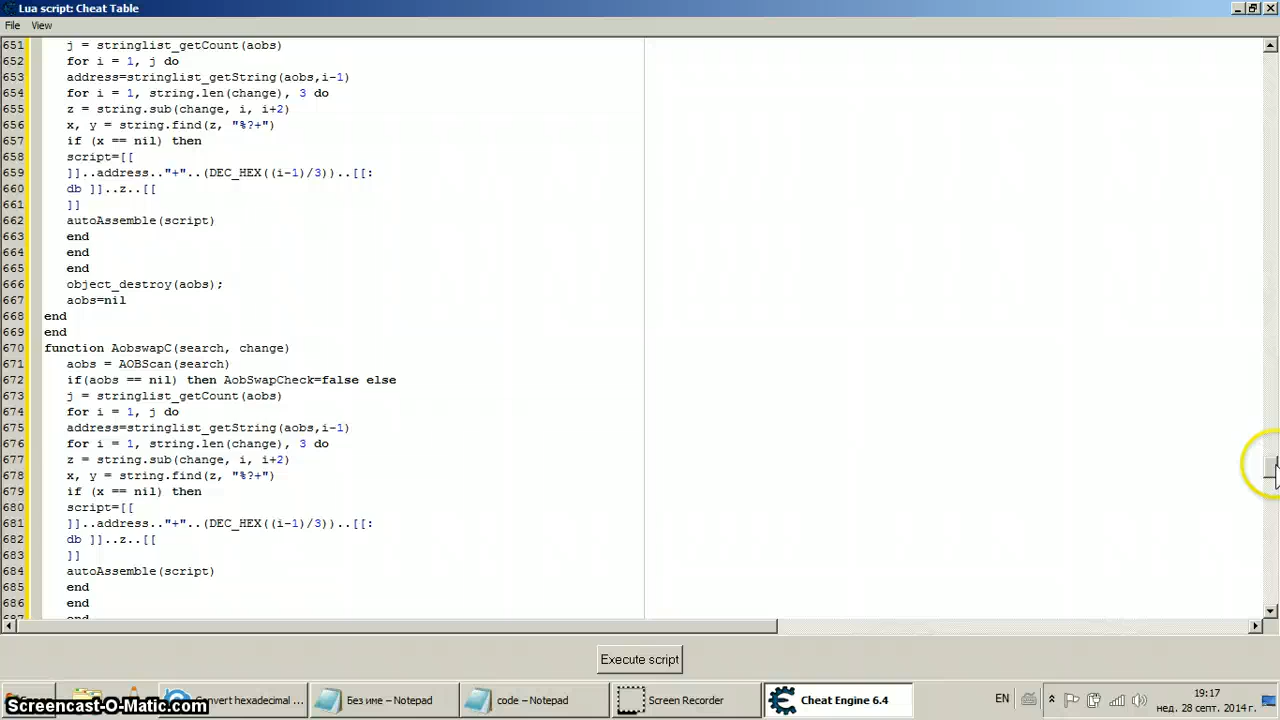 Lua script: Cheat Table
File View
651 j = stringlist_getCount(aobs)
652 for i = 1, j do
653 address=stringlist_getString(aobs,i-1)
654 for i = 1, string.len(change), 3 do
655 z = string.sub(change, i, i+2)
656 x, y = string.find(z, "%?+")
657 if (x == nil) then
658 script=[[
659 ]]..address.."+"..(DEC_HEX((i-1)/3))..[[:
660 db ]]..z..[[
661 ]]
662 autoAssemble(script)
663 end
664 end
665 end
666 object_destroy(aobs);
667 aobs=nil
668 end
669 end
670 function AobswapC(search, change)
671 aobs = AOBScan(search)
672 if(aobs == nil) then AobSwapCheck=false else
673 j = stringlist_getCount(aobs)
674 for i = 1, j do
675 address=stringlist_getString(aobs,i-1)
676 for i = 1, string.len(change), 3 do
677 z = string.sub(change, i, i+2)
678 x, y = string.find(z, "%?+")
679 if (x == nil) then
680 script=[[
681 ]]..address.."+"..(DEC_HEX((i-1)/3))..[[:
682 db ]]..z..[[
683 ]]
684 autoAssemble(script)
685 end
686 end
687 end
Execute script
Convert hexadecimal ... Без име – Notepad code – Notepad Screen Recorder Cheat Engine 6.4 EN 19:17
нед. 28 септ. 2014 г.
Screencast-O-Matic.com